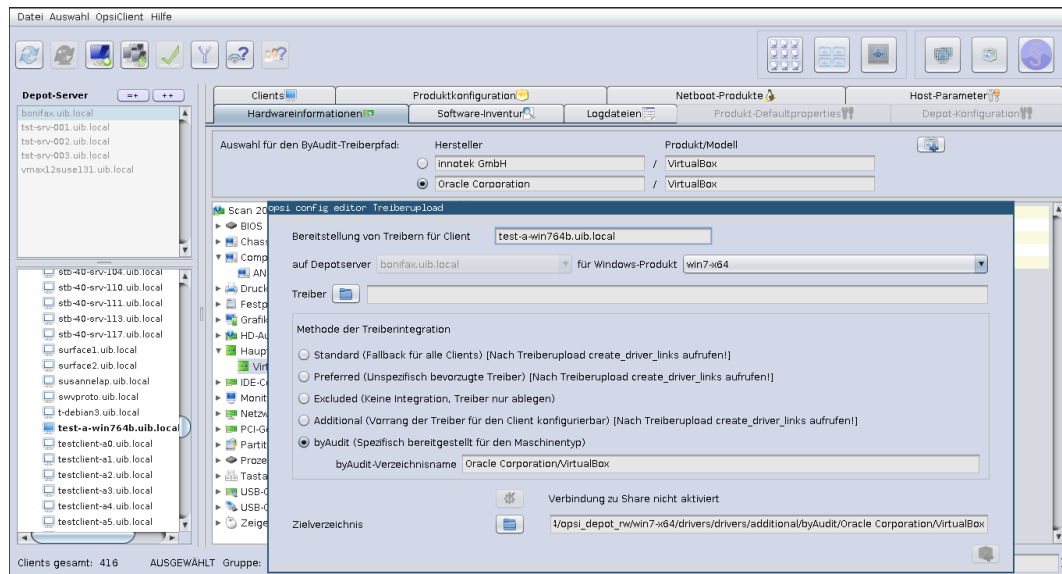 Datei Auswahl OpsiClient Hilfe
Depot-Server =+ ++
bonifax.uib.local
tst-srv-001.uib.local
tst-srv-002.uib.local
tst-srv-003.uib.local
vmax12suse131.uib.local
Clients Produktkonfiguration Netboot-Produkte Host-Parameter
Hardwareinformationen Software-Inventur Logdateien Produkt-Defaultproperties Depot-Konfiguration
Auswahl für den ByAudit-Treiberpfad: Hersteller Produkt/Modell
innotek GmbH / VirtualBox
Oracle Corporation / VirtualBox
Scan 20
BIOS
Chass
Comp
AN
Druck
Festp
Grafik
HD-Au
Haupt
Virt
IDE-Co
Monit
Netzw
PCI-G
Partit
Proze
Tasta
USB-C
USB-C
Zeige
stb-40-srv-104.uib.local
stb-40-srv-110.uib.local
stb-40-srv-111.uib.local
stb-40-srv-113.uib.local
stb-40-srv-117.uib.local
surface1.uib.local
surface2.uib.local
susannelap.uib.local
swvproto.uib.local
t-debian3.uib.local
test-a-win764b.uib.local
testclient-a0.uib.local
testclient-a1.uib.local
testclient-a2.uib.local
testclient-a3.uib.local
testclient-a4.uib.local
testclient-a5.uib.local
opsi config editor Treiberupload
Bereitstellung von Treibern für Client test-a-win764b.uib.local
auf Depotserver bonifax.uib.local für Windows-Produkt win7-x64
Treiber
Methode der Treiberintegration
Standard (Fallback für alle Clients) [Nach Treiberupload create_driver_links aufrufen!]
Preferred (Unspezifisch bevorzugte Treiber) [Nach Treiberupload create_driver_links aufrufen!]
Excluded (Keine Integration, Treiber nur ablegen)
Additional (Vorrang der Treiber für den Client konfigurierbar) [Nach Treiberupload create_driver_links aufrufen!]
byAudit (Spezifisch bereitgestellt für den Maschinentyp)
byAudit-Verzeichnisname Oracle Corporation/VirtualBox
Verbindung zu Share nicht aktiviert
Zielverzeichnis /opsi_depot_rw/win7-x64/drivers/drivers/additional/byAudit/Oracle Corporation/VirtualBox
Clients gesamt: 416 AUSGEWÄHLT Gruppe: